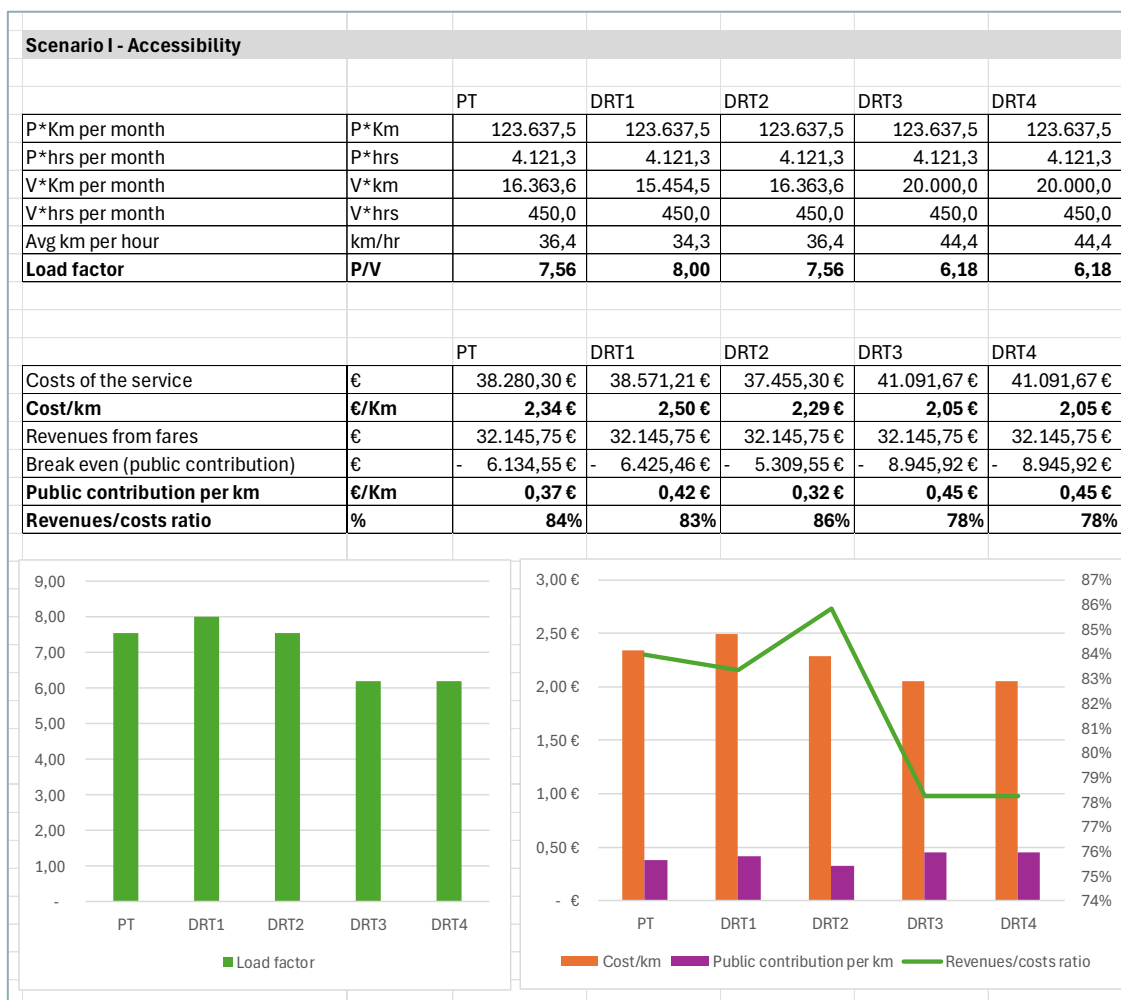 Scenario I - Accessibility
PT DRT1 DRT2 DRT3 DRT4
P*Km per month P*Km 123.637,5 123.637,5 123.637,5 123.637,5 123.637,5
P*hrs per month P*hrs 4.121,3 4.121,3 4.121,3 4.121,3 4.121,3
V*Km per month V*km 16.363,6 15.454,5 16.363,6 20.000,0 20.000,0
V*hrs per month V*hrs 450,0 450,0 450,0 450,0 450,0
Avg km per hour km/hr 36,4 34,3 36,4 44,4 44,4
Load factor P/V 7,56 8,00 7,56 6,18 6,18
PT DRT1 DRT2 DRT3 DRT4
Costs of the service € 38.280,30 € 38.571,21 € 37.455,30 € 41.091,67 € 41.091,67 €
Cost/km €/Km 2,34 € 2,50 € 2,29 € 2,05 € 2,05 €
Revenues from fares € 32.145,75 € 32.145,75 € 32.145,75 € 32.145,75 € 32.145,75 €
Break even (public contribution) € - 6.134,55 € - 6.425,46 € - 5.309,55 € - 8.945,92 € - 8.945,92 €
Public contribution per km €/Km 0,37 € 0,42 € 0,32 € 0,45 € 0,45 €
Revenues/costs ratio % 84% 83% 86% 78% 78%
9,00
8,00
7,00
6,00
5,00
4,00
3,00
2,00
1,00
-
PT DRT1 DRT2 DRT3 DRT4
Load factor
3,00 €
2,50 €
2,00 €
1,50 €
1,00 €
0,50 €
- €
87%
86%
85%
84%
83%
82%
81%
80%
79%
78%
77%
76%
75%
74%
PT DRT1 DRT2 DRT3 DRT4
Cost/km Public contribution per km Revenues/costs ratio